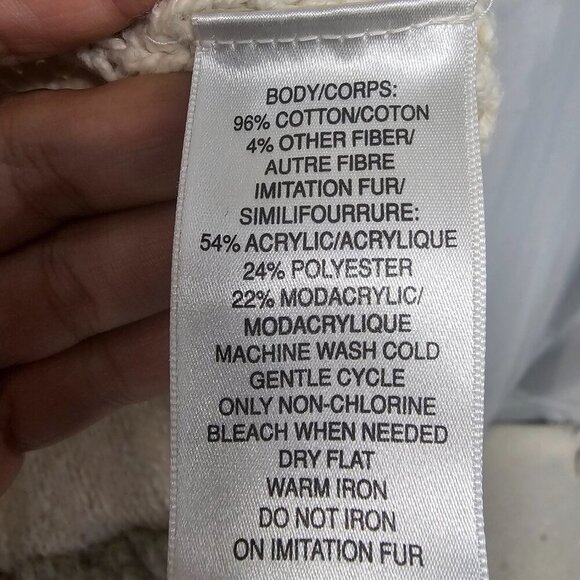 BODY/CORPS:
96% COTTON/COTON
4% OTHER FIBER/
AUTRE FIBRE
IMITATION FUR/
SIMILIFOURRURE:
54% ACRYLIC/ACRYLIQUE
24% POLYESTER
22% MODACRYLIC/
MODACRYLIQUE
MACHINE WASH COLD
GENTLE CYCLE
ONLY NON-CHLORINE
BLEACH WHEN NEEDED
DRY FLAT
WARM IRON
DO NOT IRON
ON IMITATION FUR